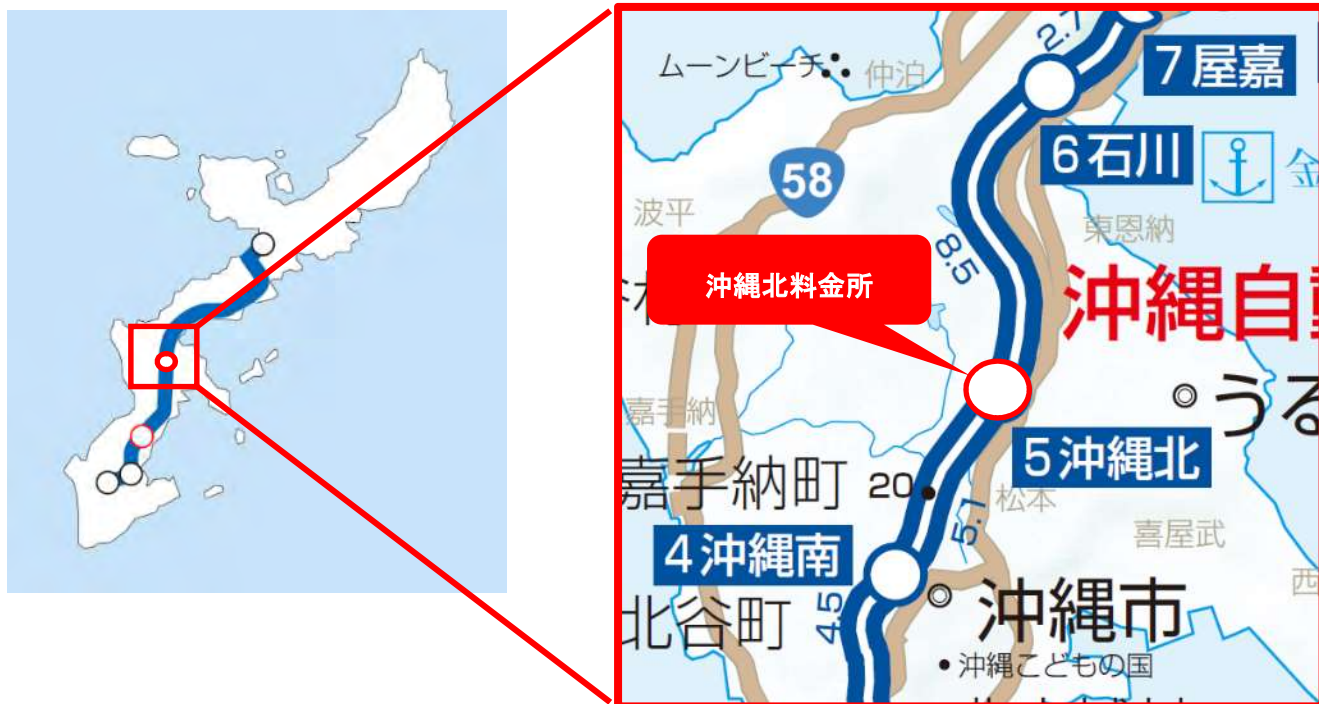 2.7
7屋嘉
ムーンビーチ
仲泊
6石川
金
58
波平
東恩納
8.5
沖縄北料金所
沖縄自動
うる
嘉手納
5沖縄北
嘉手納町
20
松本
5.1
喜屋武
4沖縄南
西
4.5
沖縄市
北谷町
沖縄こどもの国